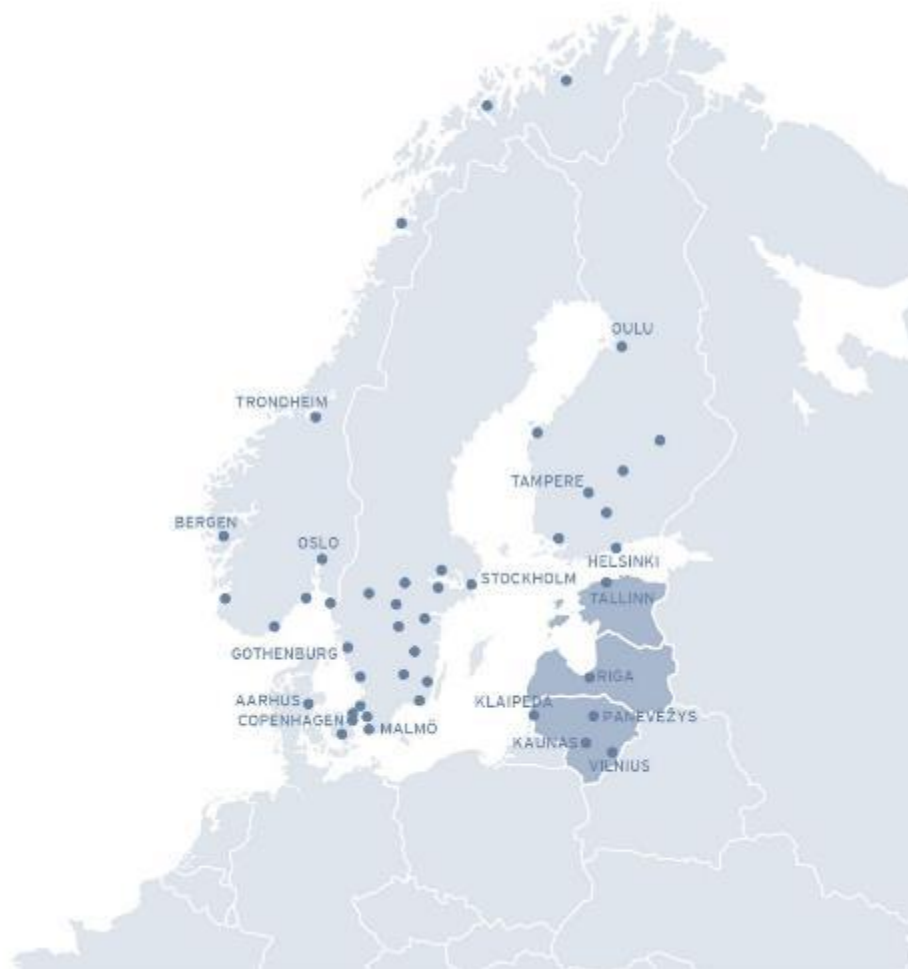 OULU
TRONDHEIM
TAMPERE
BERGEN
OSLO
HELSINKI
STOCKHOLM
TALLINN
GOTHENBURG
RIGA
AARHUS
KLAIPEDA
COPENHAGEN
PANEVĖŽYS
MALMÖ
KAUNAS
VILNIUS